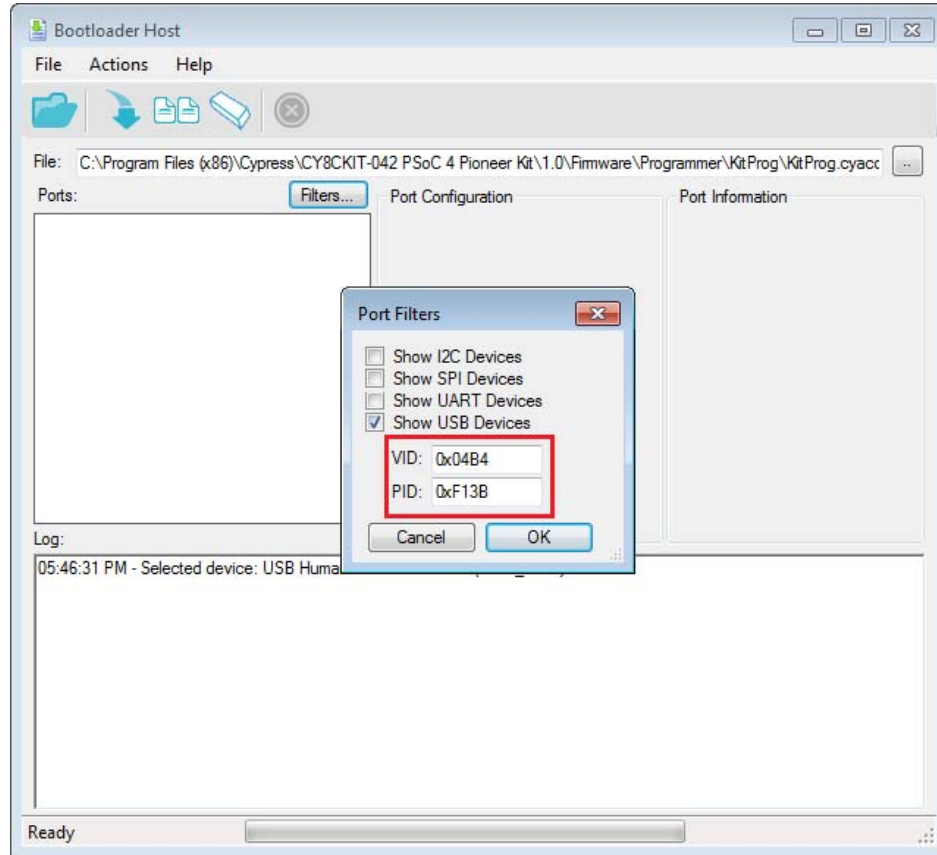 Bootloader Host
File Actions Help
File: C:\Program Files (x86)\Cypress\CY8CKIT-042 PSoC 4 Pioneer Kit\1.0\Firmware\Programmer\KitProg\KitProg.cyacc ..
Ports: Filters... Port Configuration Port Information
Port Filters
Show I2C Devices
Show SPI Devices
Show UART Devices
Show USB Devices
VID: 0x04B4
PID: 0xF13B
Cancel OK
Log:
05:46:31 PM - Selected device: USB Huma
Ready